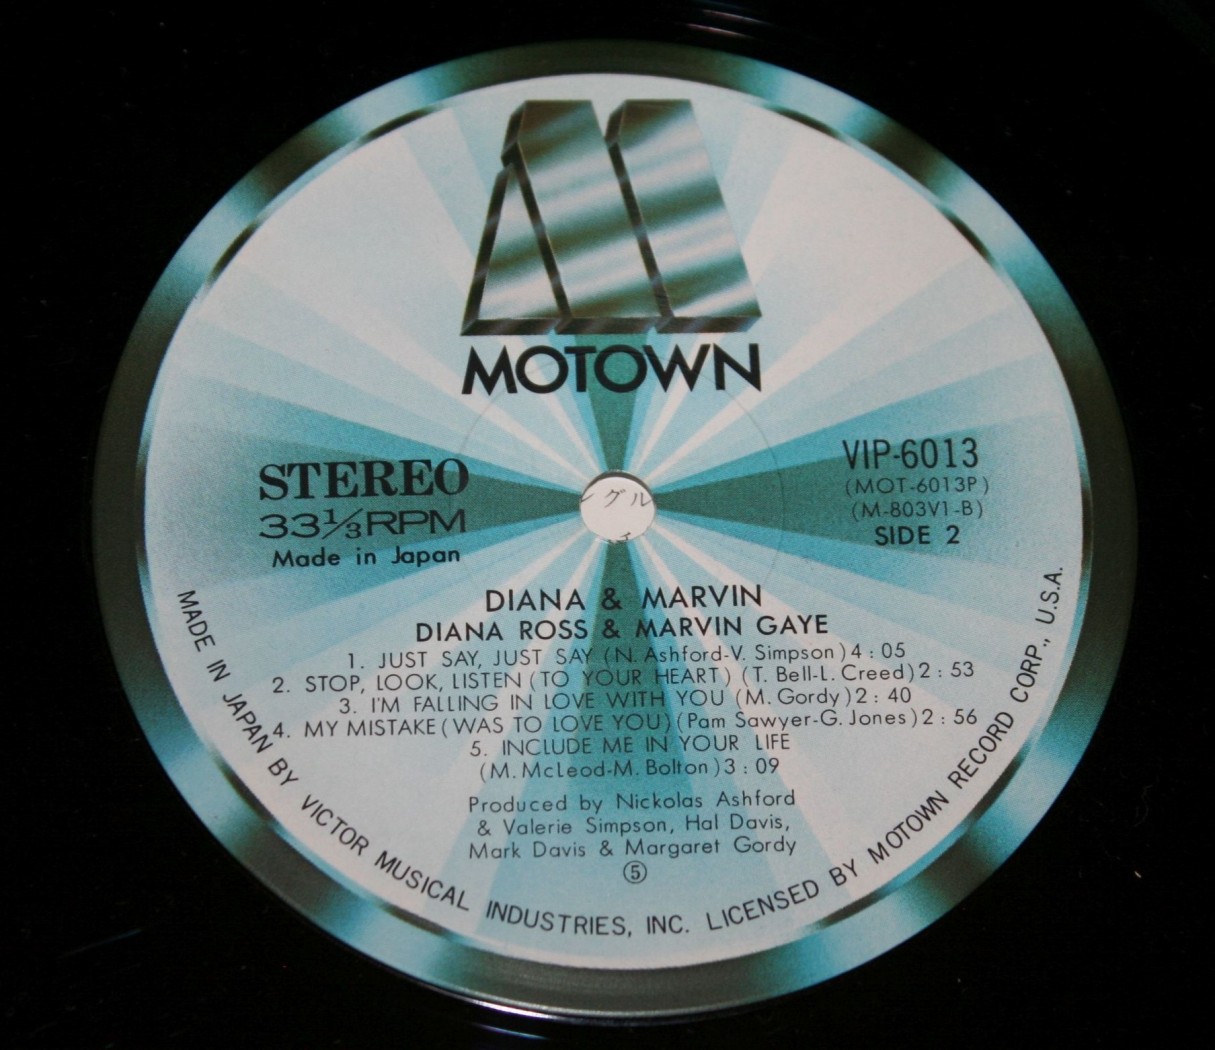 MOTOWN
STEREO
33⅓RPM
Made in Japan
VIP-6013
(MOT-6013P)
(M-803V1-B)
SIDE 2
グル
DIANA & MARVIN
DIANA ROSS & MARVIN GAYE
1. JUST SAY, JUST SAY (N. Ashford-V. Simpson) 4:05
2. STOP, LOOK, LISTEN (TO YOUR HEART) (T. Bell-L. Creed) 2:53
3. I'M FALLING IN LOVE WITH YOU (M. Gordy) 2:40
4. MY MISTAKE (WAS TO LOVE YOU) (Pam Sawyer-G. Jones) 2:56
5. INCLUDE ME IN YOUR LIFE
(M. McLeod-M. Bolton) 3:09
Produced by Nickolas Ashford
& Valerie Simpson, Hal Davis,
Mark Davis & Margaret Gordy
⑤
MADE IN JAPAN BY VICTOR MUSICAL INDUSTRIES, INC. LICENSED BY MOTOWN RECORD CORP., U.S.A.